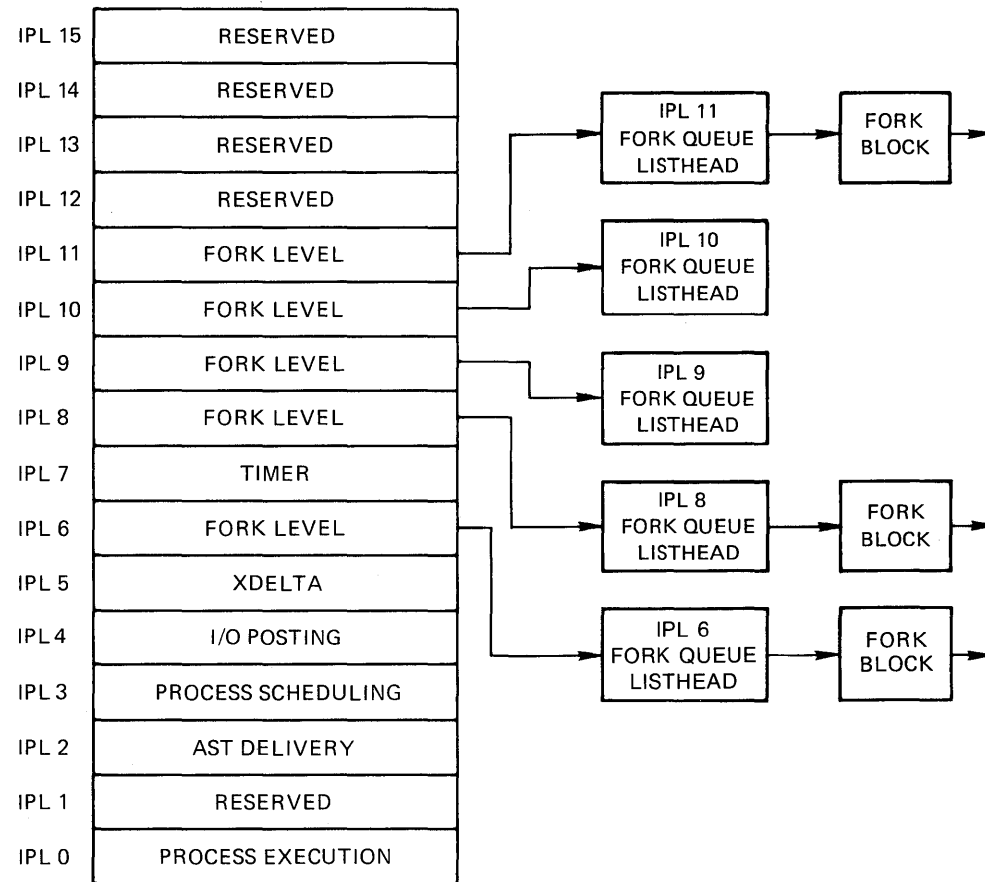 IPL 15 RESERVED
IPL 14 RESERVED
IPL 13 RESERVED
IPL 12 RESERVED
IPL 11 FORK LEVEL
IPL 10 FORK LEVEL
IPL 9 FORK LEVEL
IPL 8 FORK LEVEL
IPL 7 TIMER
IPL 6 FORK LEVEL
IPL 5 XDELTA
IPL 4 I/O POSTING
IPL 3 PROCESS SCHEDULING
IPL 2 AST DELIVERY
IPL 1 RESERVED
IPL 0 PROCESS EXECUTION
IPL 11
FORK QUEUE
LISTHEAD
FORK
BLOCK
IPL 10
FORK QUEUE
LISTHEAD
IPL 9
FORK QUEUE
LISTHEAD
IPL 8
FORK QUEUE
LISTHEAD
FORK
BLOCK
IPL 6
FORK QUEUE
LISTHEAD
FORK
BLOCK